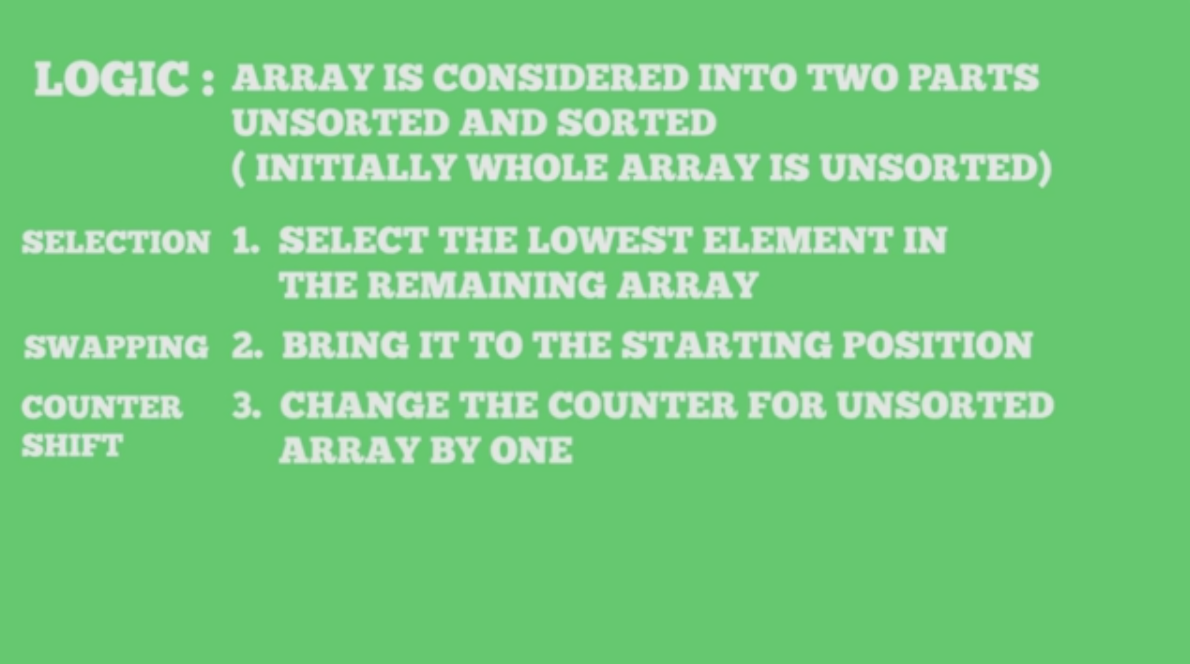 LOGIC : ARRAY IS CONSIDERED INTO TWO PARTS
UNSORTED AND SORTED
( INITIALLY WHOLE ARRAY IS UNSORTED)
SELECTION 1. SELECT THE LOWEST ELEMENT IN
THE REMAINING ARRAY
SWAPPING 2. BRING IT TO THE STARTING POSITION
COUNTER 3. CHANGE THE COUNTER FOR UNSORTED
SHIFT ARRAY BY ONE